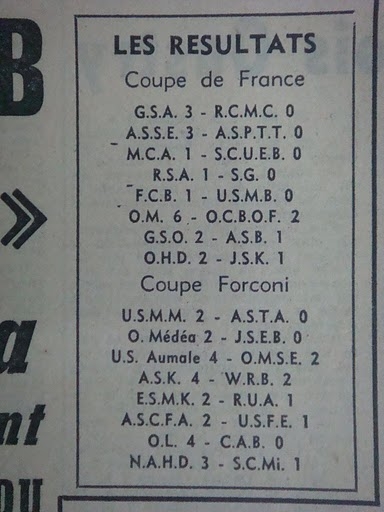 B
»
a
nt
DU
LES RESULTATS
Coupe de France
G.S.A. 3 - R.C.M.C. 0
A.S.S.E. 3 - A.S.P.T.T. 0
M.C.A. 1 - S.C.U.E.B. 0
R.S.A. 1 - S.G. 0
F.C.B. 1 - U.S.M.B. 0
O.M. 6 - O.C.B.O.F. 2
G.S.O. 2 - A.S.B. 1
O.H.D. 2 - J.S.K. 1
Coupe Forconi
U.S.M.M. 2 - A.S.T.A. 0
O. Médéa 2 - J.S.E.B. 0
U.S. Aumale 4 - O.M.S.E. 2
A.S.K. 4 - W.R.B. 2
E.S.M.K. 2 - R.U.A. 1
A.S.C.F.A. 2 - U.S.F.E. 1
O.L. 4 - C.A.B. 0
N.A.H.D. 3 - S.C.Mi. 1